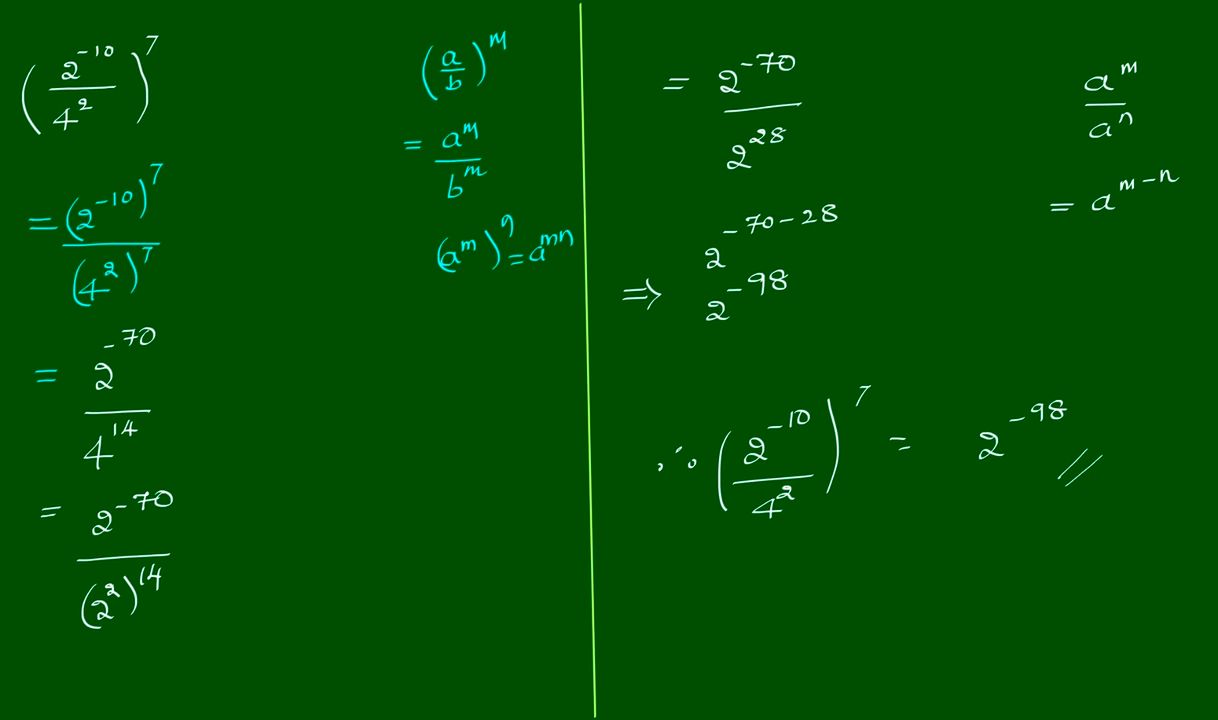 (2^-10 / 4^2)^7
= (2^-10)^7 / (4^2)^7
= 2^-70 / 4^14
= 2^-70 / (2^2)^14
(a/b)^m
= a^m / b^m
(a^m)^n = a^mn
= 2^-70 / 2^28
2^-70-28
⇒ 2^-98
a^m / a^n
= a^m-n
∴ (2^-10 / 4^2)^7 = 2^-98 //